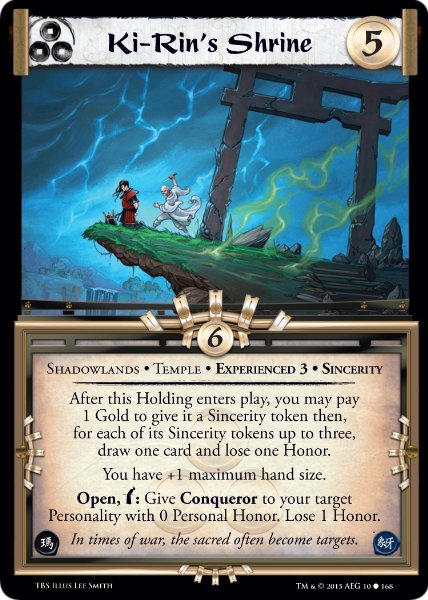 Ki-Rin's Shrine
5
6
Shadowlands • Temple • Experienced 3 • Sincerity
After this Holding enters play, you may pay
1 Gold to give it a Sincerity token then,
for each of its Sincerity tokens up to three,
draw one card and lose one Honor.
You have +1 maximum hand size.
Open, : Give Conqueror to your target
Personality with 0 Personal Honor. Lose 1 Honor.
In times of war, the sacred often become targets.
瑪
象牙
TBS Illus Lee Smith
TM & © 2015 AEG 10 • 168